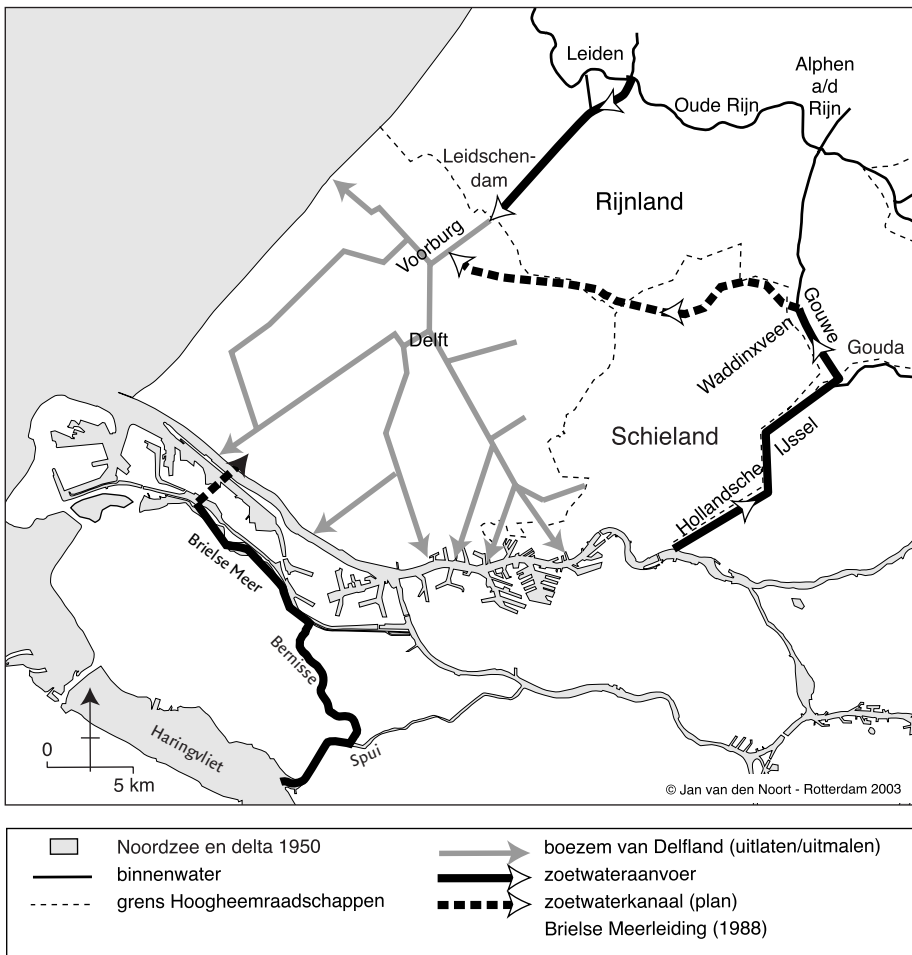 Leiden
Alphen
a/d
Rijn
Oude Rijn
Leidschen-
dam
Rijnland
Voorburg
Gouwe
Delft
Waddinxveen
Gouda
Schieland
IJssel
Hollandsche
Brielse Meer
Bernisse
Haringvliet
Spui
0
5 km
© Jan van den Noort - Rotterdam 2003
Noordzee en delta 1950
binnenwater
grens Hoogheemraadschappen
boezem van Delfland (uitlaten/uitmalen)
zoetwateraanvoer
zoetwaterkanaal (plan)
Brielse Meerleiding (1988)